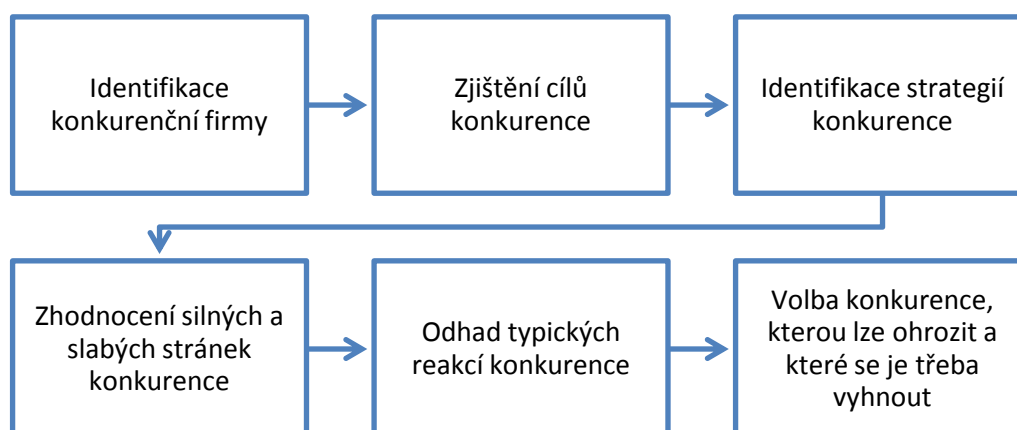 Identifikace
konkurenční firmy
Zjištění cílů
konkurence
Identifikace strategií
konkurence
Zhodnocení silných a
slabých stránek
konkurence
Odhad typických
reakcí konkurence
Volba konkurence,
kterou lze ohrozit a
které se je třeba
vyhnout